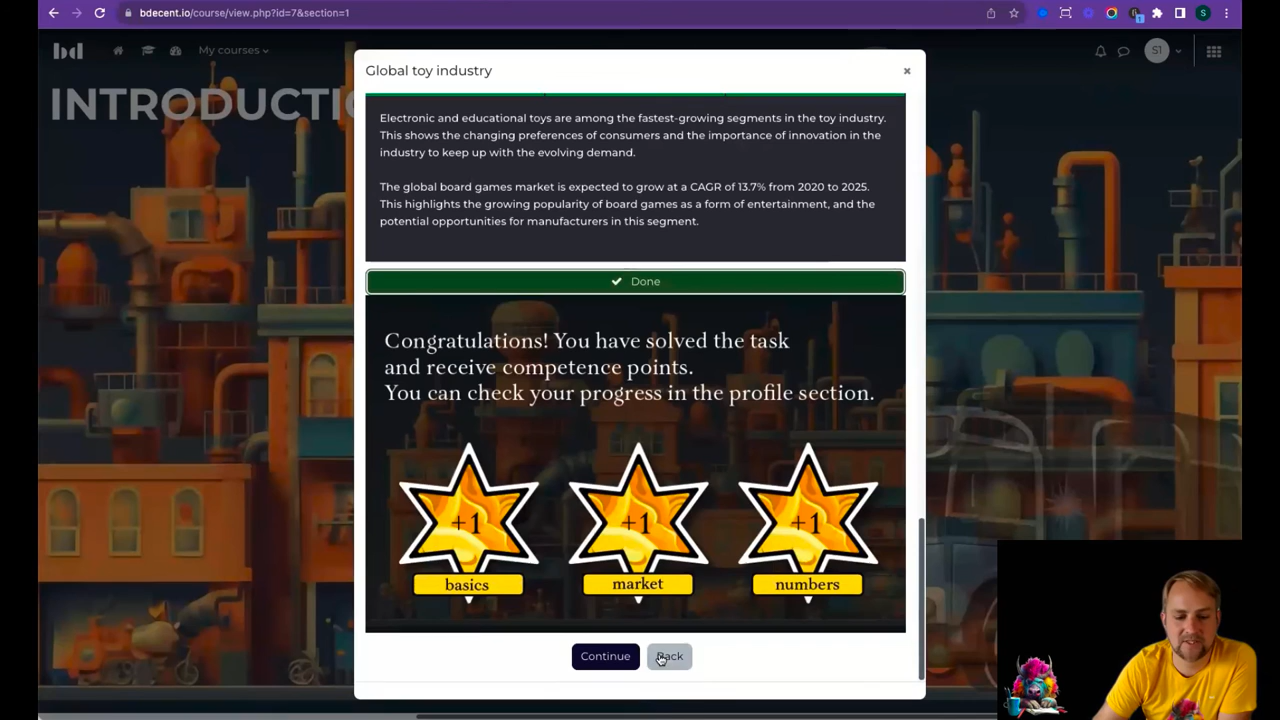 bdecent.io/course/view.php?id=7&section=1
S
bd
My courses
S1
INTRODUCTIO
Global toy industry
×
Electronic and educational toys are among the fastest-growing segments in the toy industry.
This shows the changing preferences of consumers and the importance of innovation in the
industry to keep up with the evolving demand.
The global board games market is expected to grow at a CAGR of 13.7% from 2020 to 2025.
This highlights the growing popularity of board games as a form of entertainment, and the
potential opportunities for manufacturers in this segment.
Done
Congratulations! You have solved the task
and receive competence points.
You can check your progress in the profile section.
+1 +1 +1
basics market numbers
Continue Back